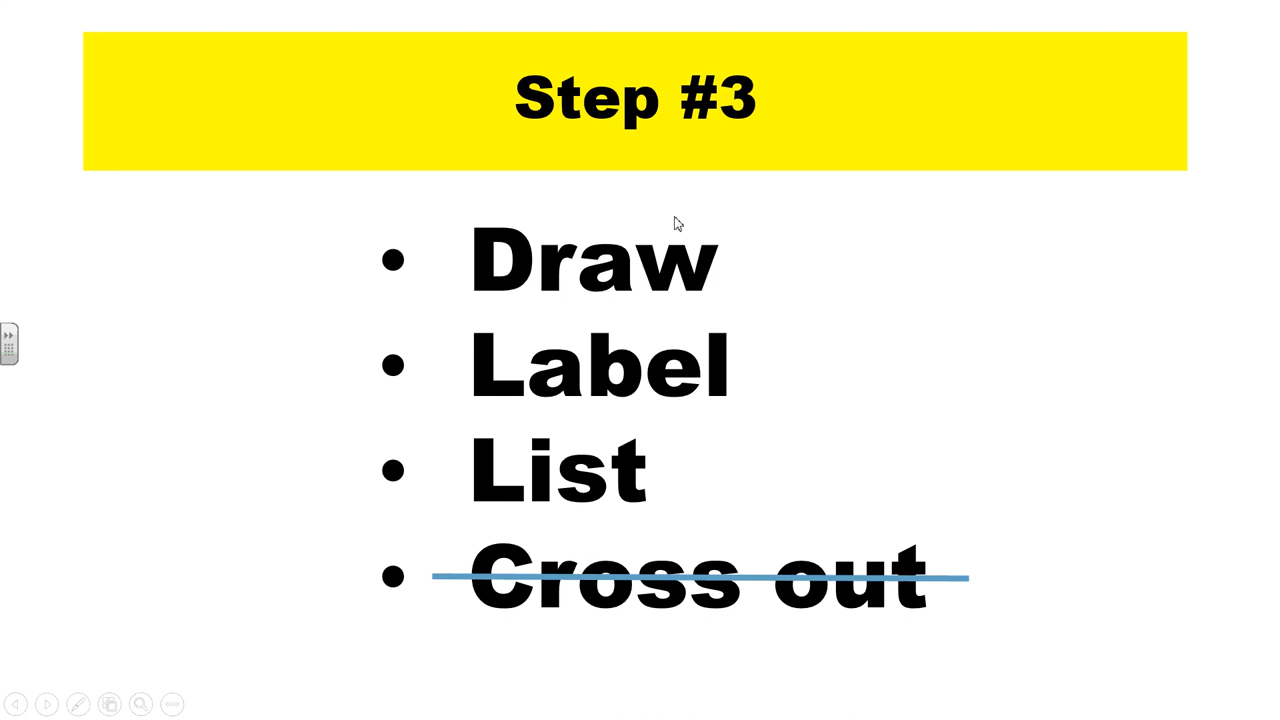 Step #3
• Draw
• Label
• List
• Cross out